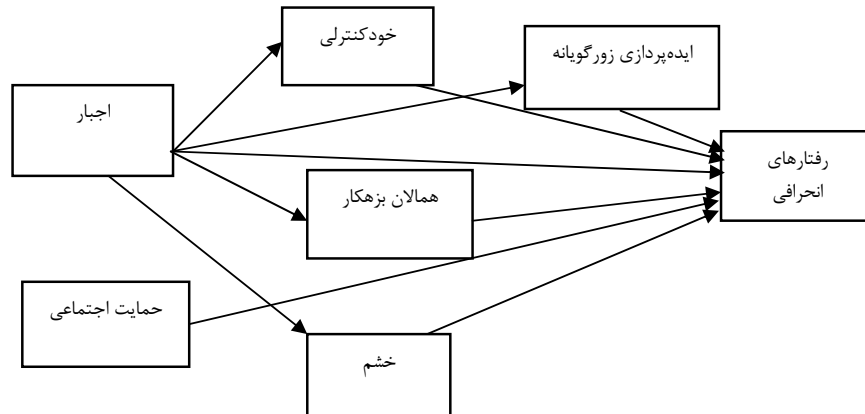 خودکنترلی
ایده‌پردازی زورگویانه
اجبار
رفتارهای
انحرافی
همالان بزهکار
حمایت اجتماعی
خشم